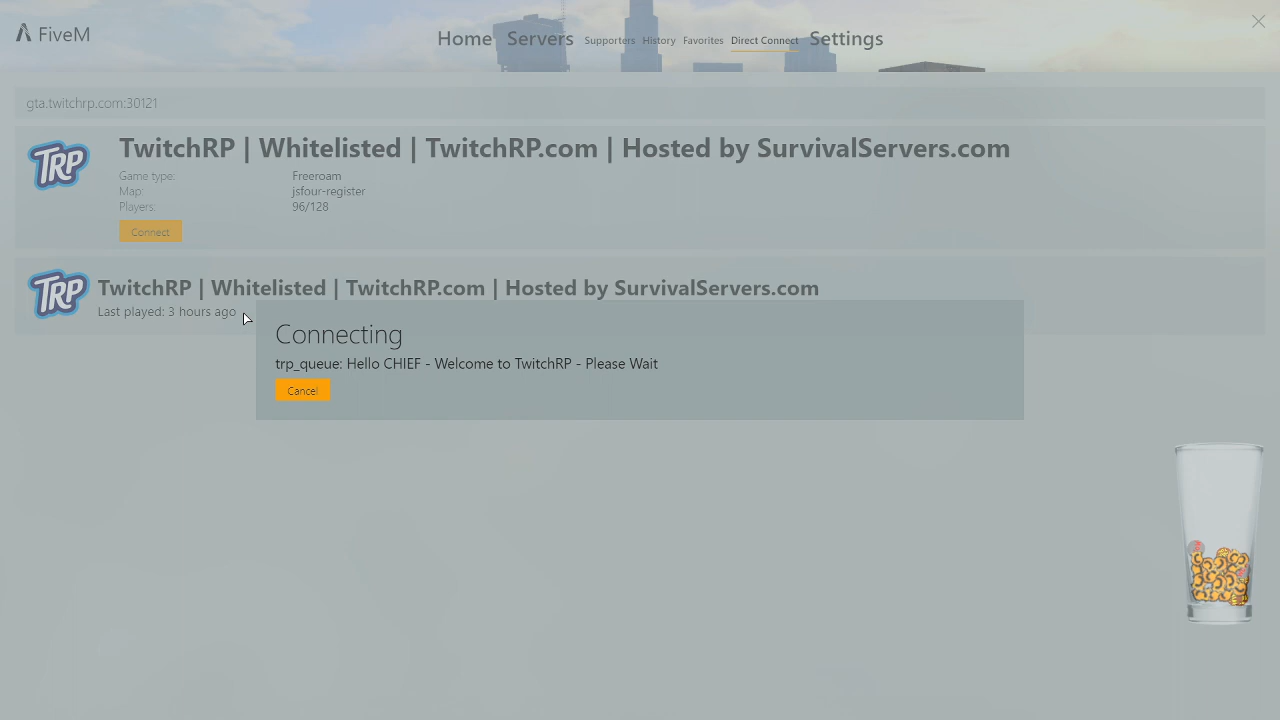 FiveM
Home Servers Supporters History Favorites Direct Connect Settings
gta.twitchrp.com:30121
TRP
TwitchRP | Whitelisted | TwitchRP.com | Hosted by SurvivalServers.com
Game type: Freeroam
Map: jsfour-register
Players: 96/128
Connect
TRP
TwitchRP | Whitelisted | TwitchRP.com | Hosted by SurvivalServers.com
Last played: 3 hours ago
Connecting
trp_queue: Hello CHIEF - Welcome to TwitchRP - Please Wait
Cancel